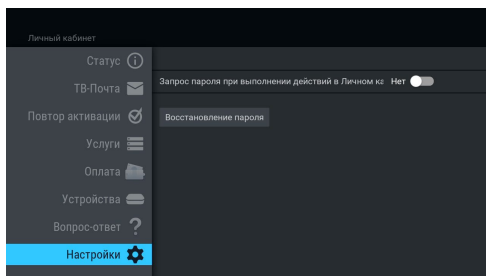 Личный кабинет
Статус
ТВ-Почта
Запрос пароля при выполнении действий в Личном ка Нет
Повтор активации
Восстановление пароля
Услуги
Оплата
Устройства
Вопрос-ответ
Настройки